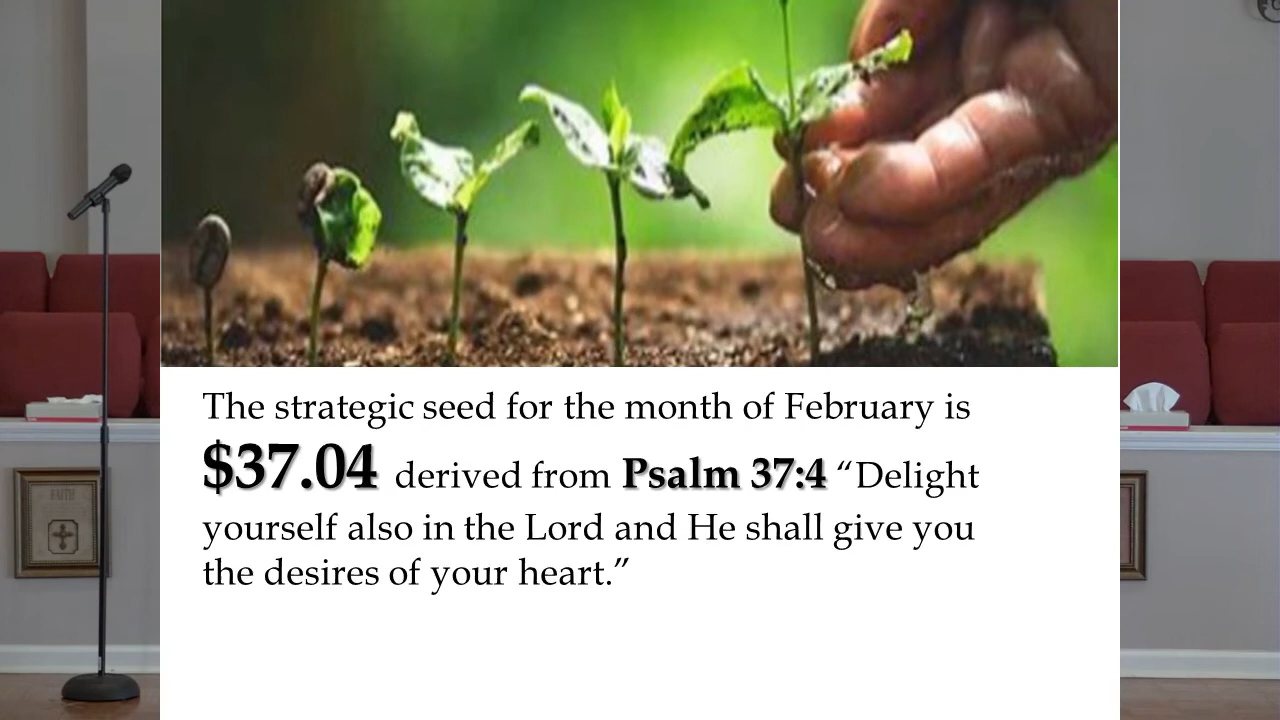 The strategic seed for the month of February is
$37.04 derived from Psalm 37:4 “Delight
yourself also in the Lord and He shall give you
the desires of your heart.”
FAITH